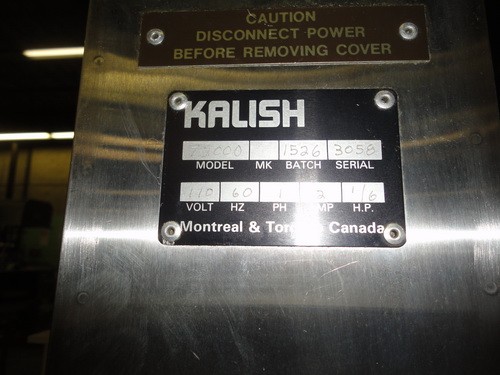 CAUTION
DISCONNECT POWER
BEFORE REMOVING COVER
KALISH
1526 3058
MODEL MK BATCH SERIAL
110 60 1 2 1/6
VOLT HZ PH H.P.
Montreal & Canada